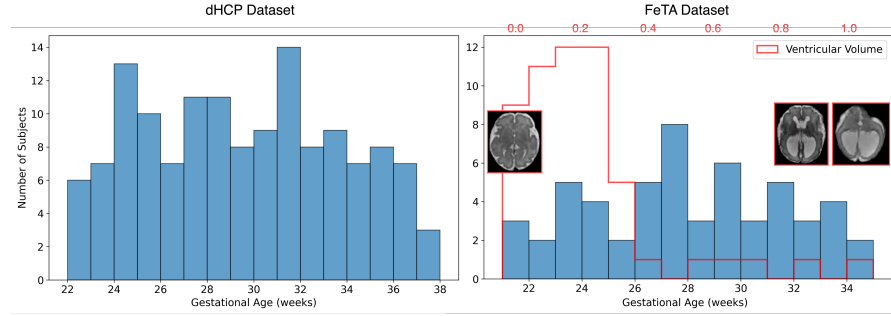 dHCP Dataset
FeTA Dataset
0.0 0.2 0.4 0.6 0.8 1.0
Ventricular Volume
Number of Subjects
14
12
10
8
6
4
2
0
22 24 26 28 30 32 34 36 38
Gestational Age (weeks)
12
10
8
6
4
2
0
22 24 26 28 30 32 34
Gestational Age (weeks)